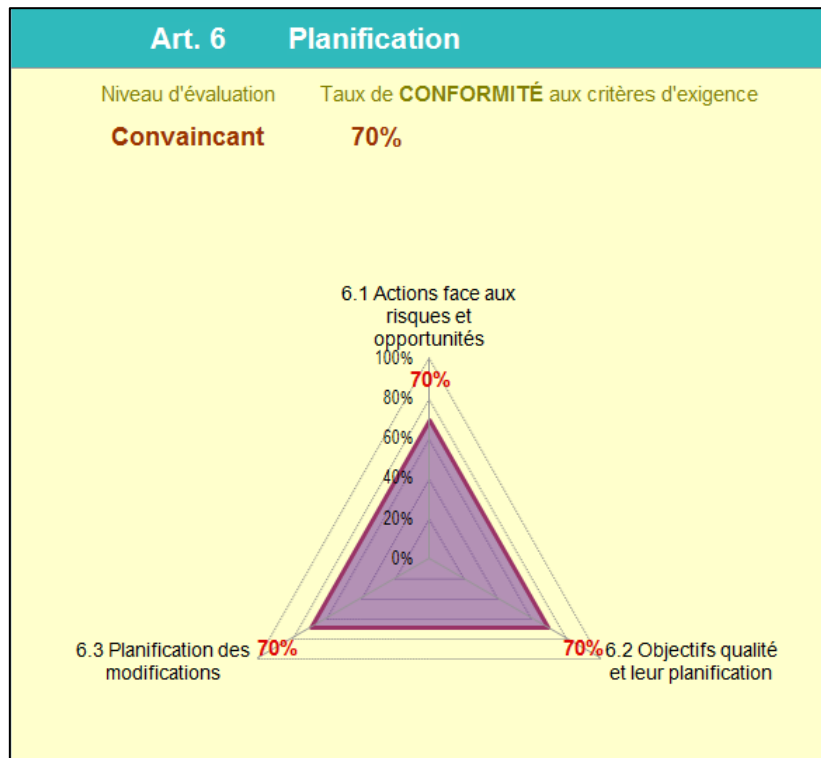 Art. 6 Planification
Niveau d'évaluation Taux de CONFORMITÉ aux critères d'exigence
Convaincant 70%
6.1 Actions face aux
risques et
opportunités
100%
70%
80%
60%
40%
20%
0%
6.3 Planification des
modifications
70%
70%
6.2 Objectifs qualité
et leur planification